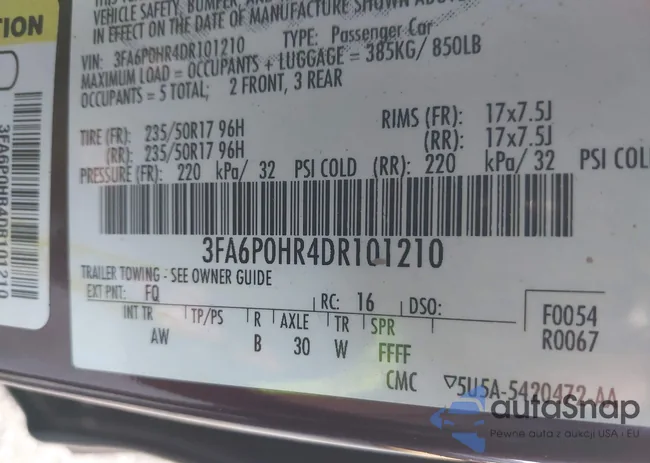 VEHICLE SAFETY, BUMPER, AND
IN EFFECT ON THE DATE OF MANUFACTURE SHOWN ABOVE
VIN: 3FA6P0HR4DR101210 TYPE: Passenger Car
MAXIMUM LOAD = OCCUPANTS + LUGGAGE = 385KG/ 850LB
OCCUPANTS = 5 TOTAL; 2 FRONT, 3 REAR
TIRE (FR): 235/50R17 96H RIMS (FR): 17x7.5J
(RR): 235/50R17 96H (RR): 17x7.5J
PRESSURE (FR): 220 kPa/ 32 PSI COLD (RR): 220 kPa/ 32 PSI COL
3FA6P0HR4DR101210
TRAILER TOWING - SEE OWNER GUIDE
EXT PNT: FQ RC: 16 DSO:
INT TR TP/PS R AXLE TR SPR
AW B 30 W FFFF
F0054
R0067
CMC 5U5A-5420472-AA
TION
3FA6P0HR4DR101210
autaSnap
Pewne auta z aukcji USA i EU